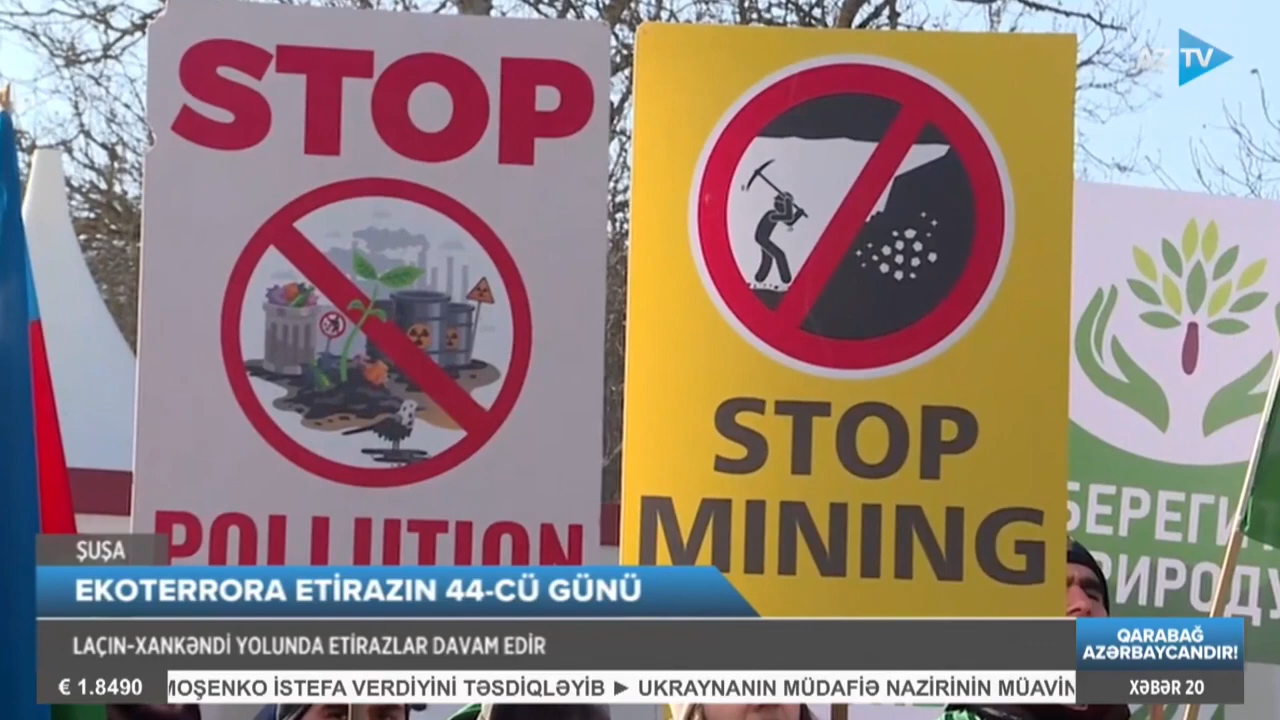 STOP
POLLUTION
STOP
MINING
AZ TV
ŞUŞA
EKOTERRORA ETİRAZIN 44-CÜ GÜNÜ
LAÇIN-XANKƏNDİ YOLUNDA ETİRAZLAR DAVAM EDİR
QARABAĞ
AZƏRBAYCANDIR!
€ 1.8490
MOŞENKO İSTEFA VERDİYİNİ TƏSDİQLƏYİB ► UKRAYNANIN MÜDAFİƏ NAZİRİNİN MÜAVİN
XƏBƏR 20